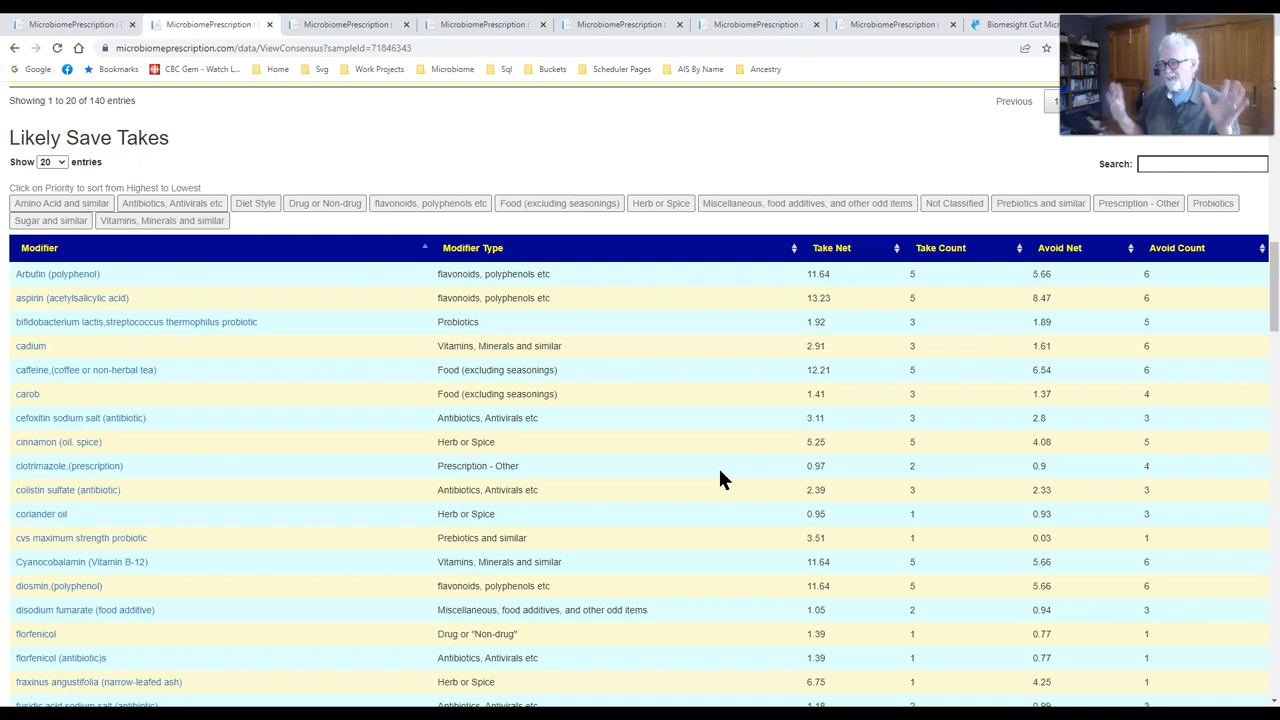 MicrobiomePrescription : MicrobiomePrescription : MicrobiomePrescription : MicrobiomePrescription : MicrobiomePrescription : MicrobiomePrescription : MicrobiomePrescription : Biomesight Gut Mic
microbiomeprescription.com/data/ViewConsensus?sampleId=71846343
Google Bookmarks CBC Gem - Watch L... Home Svg Work Projects Microbiome Sql Buckets Scheduler Pages AIS By Name Ancestry
Showing 1 to 20 of 140 entries Previous 1
Likely Save Takes
Show 20 entries Search:
Click on Priority to sort from Highest to Lowest
Amino Acid and similar Antibiotics, Antivirals etc Diet Style Drug or Non-drug flavonoids, polyphenols etc Food (excluding seasonings) Herb or Spice Miscellaneous, food additives, and other odd items Not Classified Prebiotics and similar Prescription - Other Probiotics
Sugar and similar Vitamins, Minerals and similar
Modifier Modifier Type Take Net Take Count Avoid Net Avoid Count
Arbutin (polyphenol) flavonoids, polyphenols etc 11.64 5 5.66 6
aspirin (acetylsalicylic acid) flavonoids, polyphenols etc 13.23 5 8.47 6
bifidobacterium lactis,streptococcus thermophilus probiotic Probiotics 1.92 3 1.89 5
cadium Vitamins, Minerals and similar 2.91 3 1.61 6
caffeine,(coffee or non-herbal tea) Food (excluding seasonings) 12.21 5 6.54 6
carob Food (excluding seasonings) 1.41 3 1.37 4
cefoxitin sodium salt (antibiotic) Antibiotics, Antivirals etc 3.11 3 2.8 3
cinnamon (oil. spice) Herb or Spice 5.25 5 4.08 5
clotrimazole,(prescription) Prescription - Other 0.97 2 0.9 4
colistin sulfate (antibiotic) Antibiotics, Antivirals etc 2.39 3 2.33 3
coriander oil Herb or Spice 0.95 1 0.93 3
cvs maximum strength probiotic Prebiotics and similar 3.51 1 0.03 1
Cyanocobalamin (Vitamin B-12) Vitamins, Minerals and similar 11.64 5 5.66 6
diosmin,(polyphenol) flavonoids, polyphenols etc 11.64 5 5.66 6
disodium fumarate (food additive) Miscellaneous, food additives, and other odd items 1.05 2 0.94 3
florfenicol Drug or "Non-drug" 1.39 1 0.77 1
florfenicol (antibiotic)s Antibiotics, Antivirals etc 1.39 1 0.77 1
fraxinus angustifolia (narrow-leafed ash) Herb or Spice 6.75 1 4.25 1
fusidic acid sodium salt (antibiotic) Antibiotics, Antivirals etc 1.18 2 0.99 3